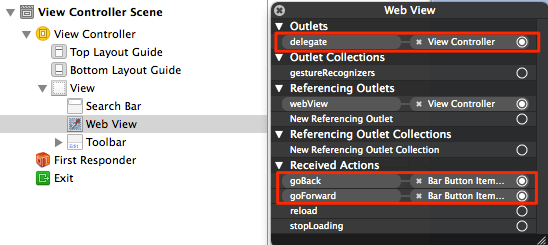 View Controller Scene
View Controller
Top Layout Guide
Bottom Layout Guide
View
Search Bar
Web View
Edit
Toolbar
First Responder
Exit
Web View
Outlets
delegate View Controller
Outlet Collections
gestureRecognizers
Referencing Outlets
webView View Controller
New Referencing Outlet
Referencing Outlet Collections
New Referencing Outlet Collection
Received Actions
goBack Bar Button Item...
goForward Bar Button Item...
reload
stopLoading